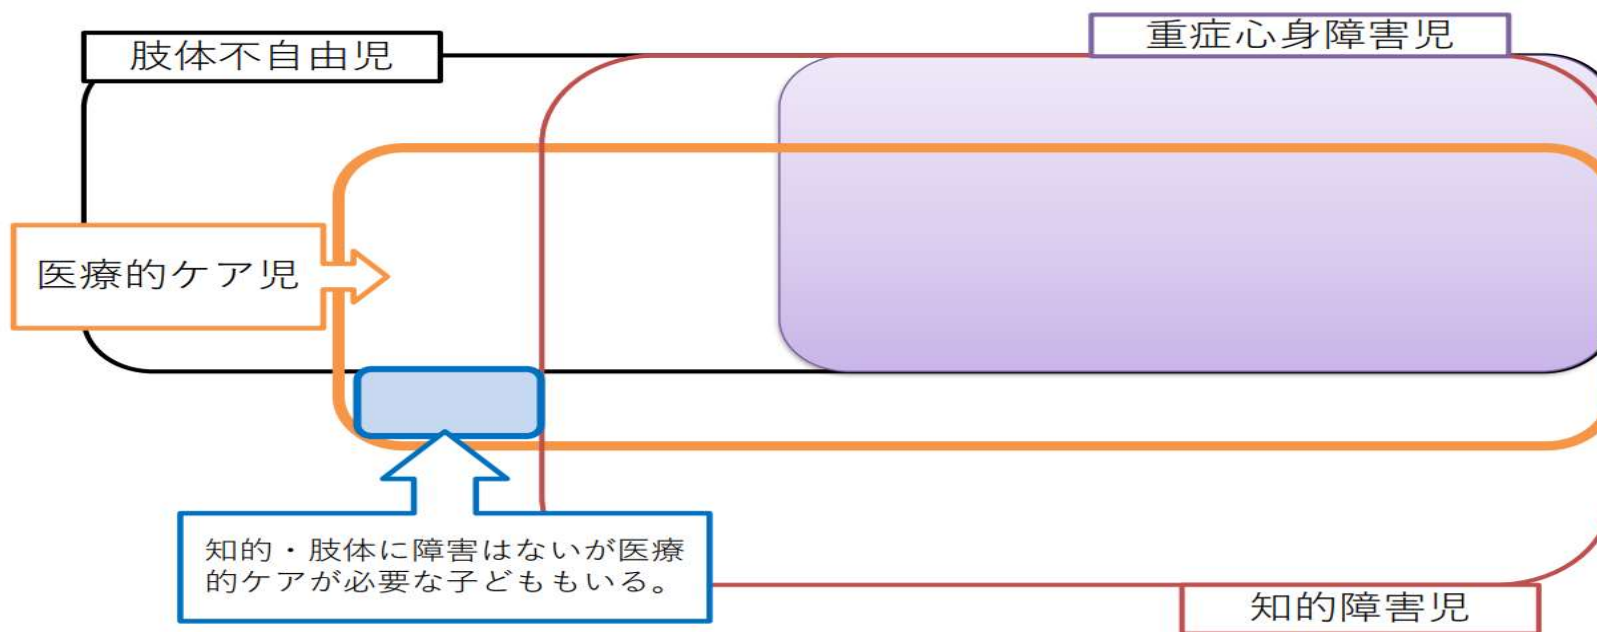 肢体不自由児
重症心身障害児
医療的ケア児
知的・肢体に障害はないが医療
的ケアが必要な子どももいる。
知的障害児